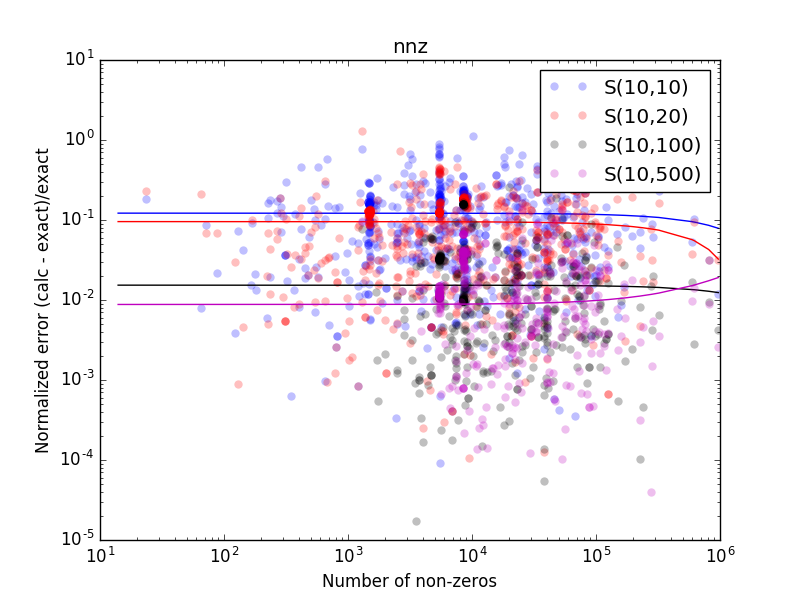 nnz
10^1
10^0
10^-1
10^-2
10^-3
10^-4
10^-5
Normalized error (calc - exact)/exact
S(10,10)
S(10,20)
S(10,100)
S(10,500)
10^1 10^2 10^3 10^4 10^5 10^6
Number of non-zeros